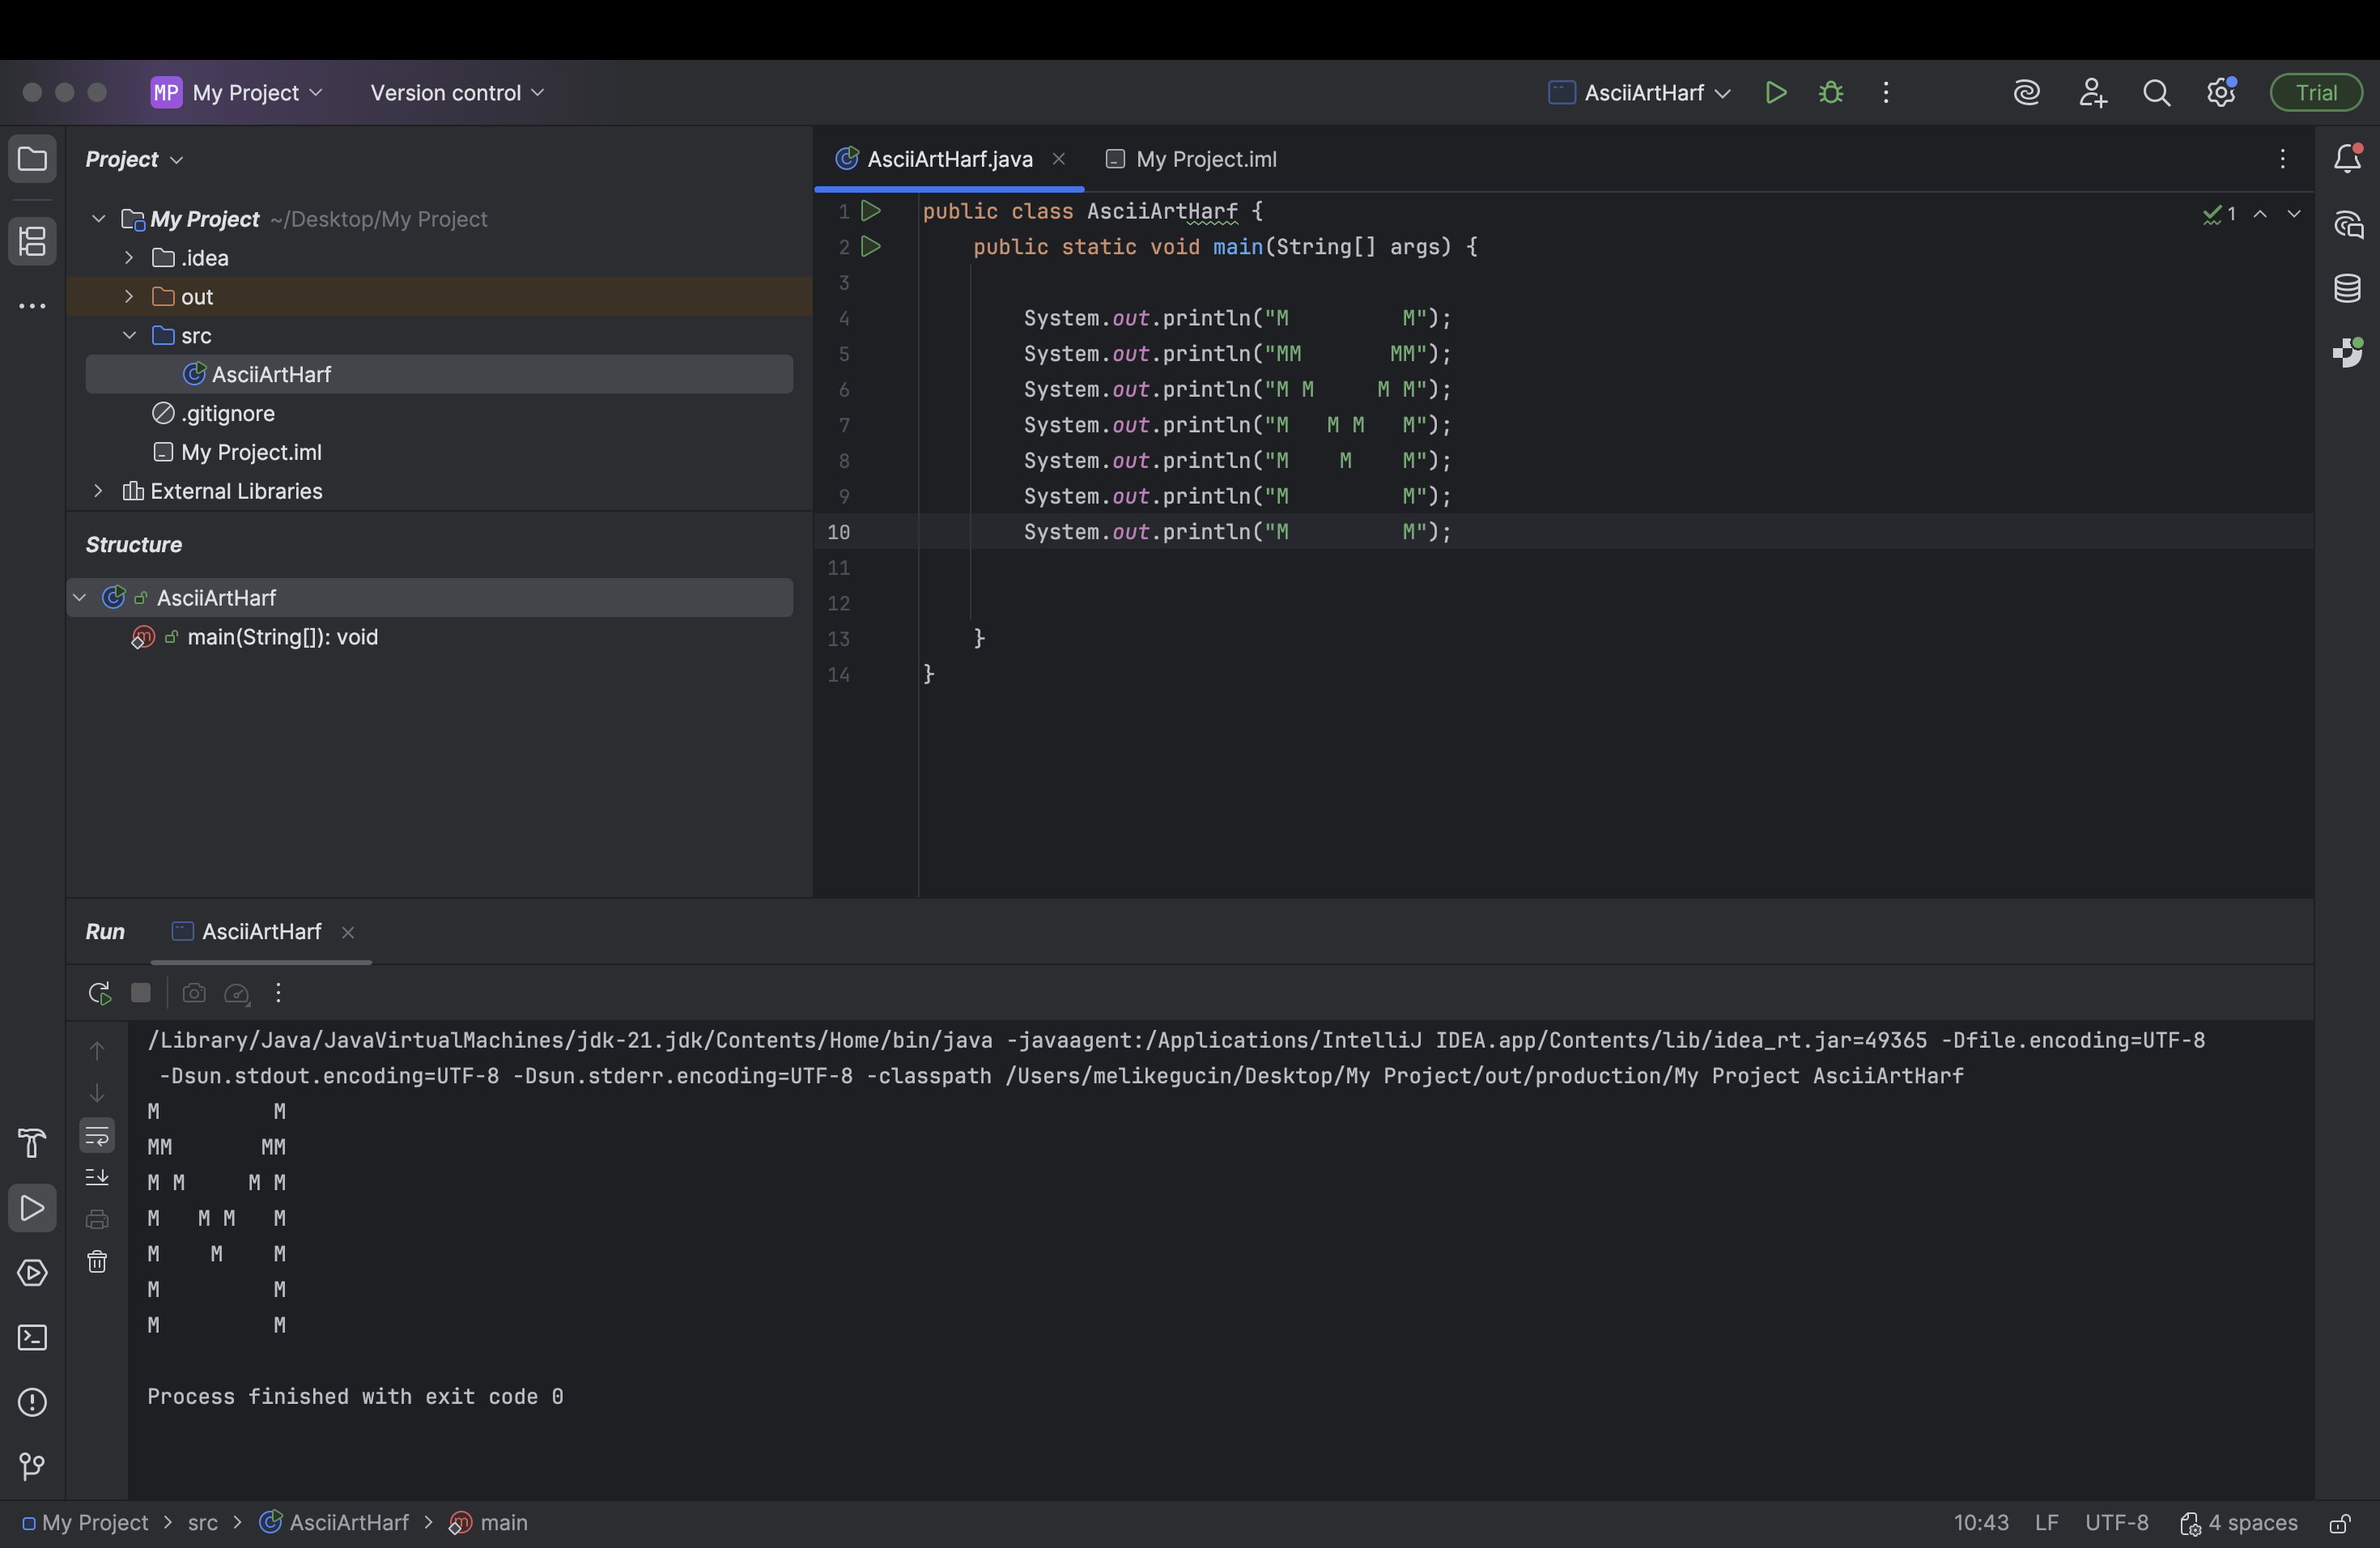 MP My Project Version control AsciiArtHarf Trial
Project
My Project ~/Desktop/My Project
.idea
out
src
AsciiArtHarf
.gitignore
My Project.iml
External Libraries
Structure
AsciiArtHarf
main(String[]): void
AsciiArtHarf.java My Project.iml
1 public class AsciiArtHarf {
2     public static void main(String[] args) {
3
4         System.out.println("M         M");
5         System.out.println("MM       MM");
6         System.out.println("M M     M M");
7         System.out.println("M   M M   M");
8         System.out.println("M    M    M");
9         System.out.println("M         M");
10         System.out.println("M         M");
11
12
13     }
14 }
1
Run AsciiArtHarf
/Library/Java/JavaVirtualMachines/jdk-21.jdk/Contents/Home/bin/java -javaagent:/Applications/IntelliJ IDEA.app/Contents/lib/idea_rt.jar=49365 -Dfile.encoding=UTF-8
-Dsun.stdout.encoding=UTF-8 -Dsun.stderr.encoding=UTF-8 -classpath /Users/melikegucin/Desktop/My Project/out/production/My Project AsciiArtHarf
M         M
MM       MM
M M     M M
M   M M   M
M    M    M
M         M
M         M
Process finished with exit code 0
My Project > src > AsciiArtHarf > main 10:43 LF UTF-8 4 spaces